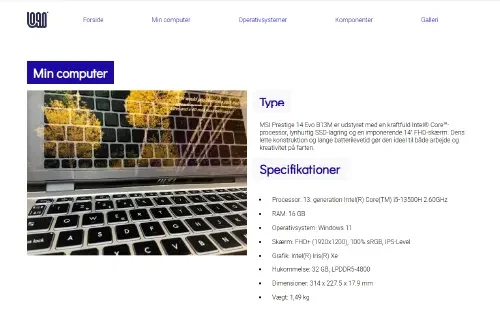 Forside
Min computer
Operativsystemer
Komponenter
Galleri
Min computer
Type
MSI Prestige 14 Evo B13M er udstyret med en kraftfuld Intel® Core™-
processor, lynhurtig SSD-lagring og en imponerende 14" FHD-skærm. Dens
lette konstruktion og lange batterilevetid gør den ideel til både arbejde og
kreativitet på farten.
Specifikationer
Processor: 13. generation Intel(R) Core(TM) i5-13500H 2.60GHz
RAM: 16 GB
Operativsystem: Windows 11
Skærm: FHD+ (1920x1200), 100% sRGB, IPS-Level
Grafik: Intel(R) Iris(R) Xe
Hukommelse: 32 GB, LPDDR5-4800
Dimensioner: 314 x 227.5 x 17.9 mm
Vægt: 1,49 kg